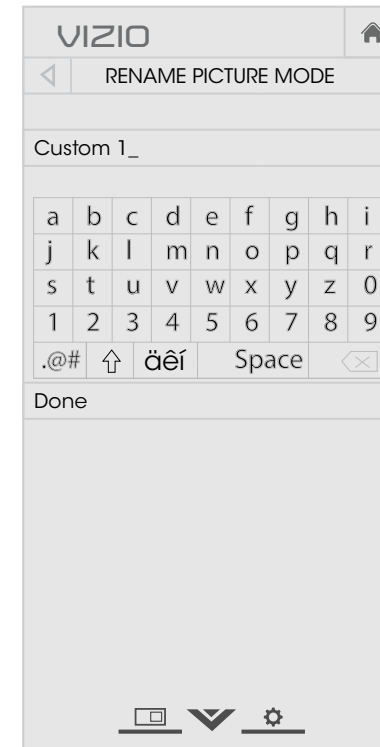 VIZIO
RENAME PICTURE MODE
Custom 1_
a b c d e f g h i
j k l m n o p q r
s t u v w x y z 0
1 2 3 4 5 6 7 8 9
.@# äêí Space
Done